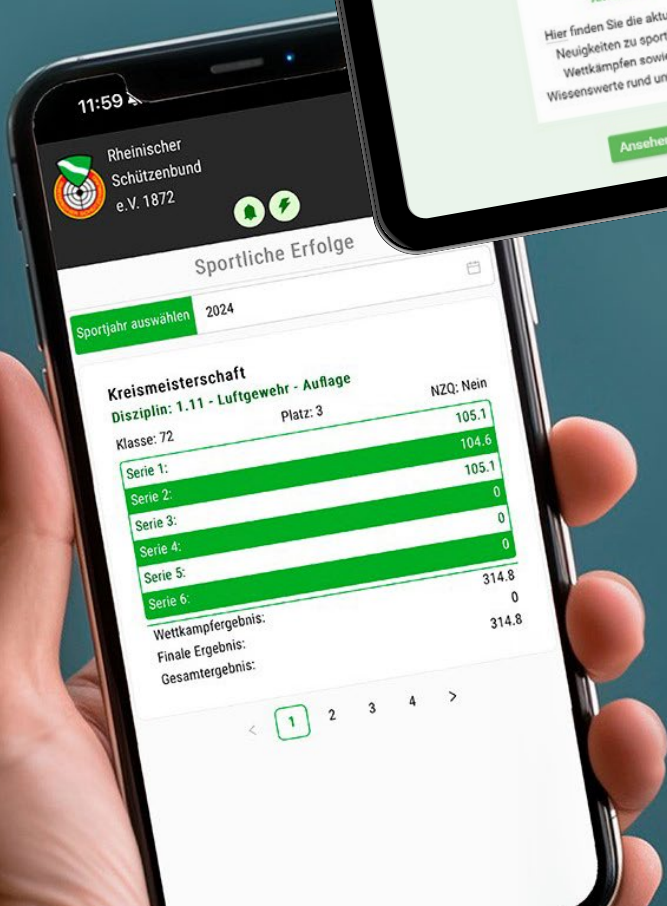 11:59
Rheinischer
Schützenbund
e.V. 1872
Sportliche Erfolge
Sportjahr auswählen 2024
Kreismeisterschaft
Disziplin: 1.11 - Luftgewehr - Auflage
Klasse: 72 Platz: 3 NZQ: Nein
Serie 1: 105.1
Serie 2: 104.6
Serie 3: 105.1
Serie 4: 0
Serie 5: 0
Serie 6: 0
Wettkampfergebnis: 314.8
Finale Ergebnis: 0
Gesamtergebnis: 314.8
< 1 2 3 4 >
Hier finden Sie die aktu
Neuigkeiten zu sport
Wettkämpfen sowie
Wissenswerte rund un
Ansehen